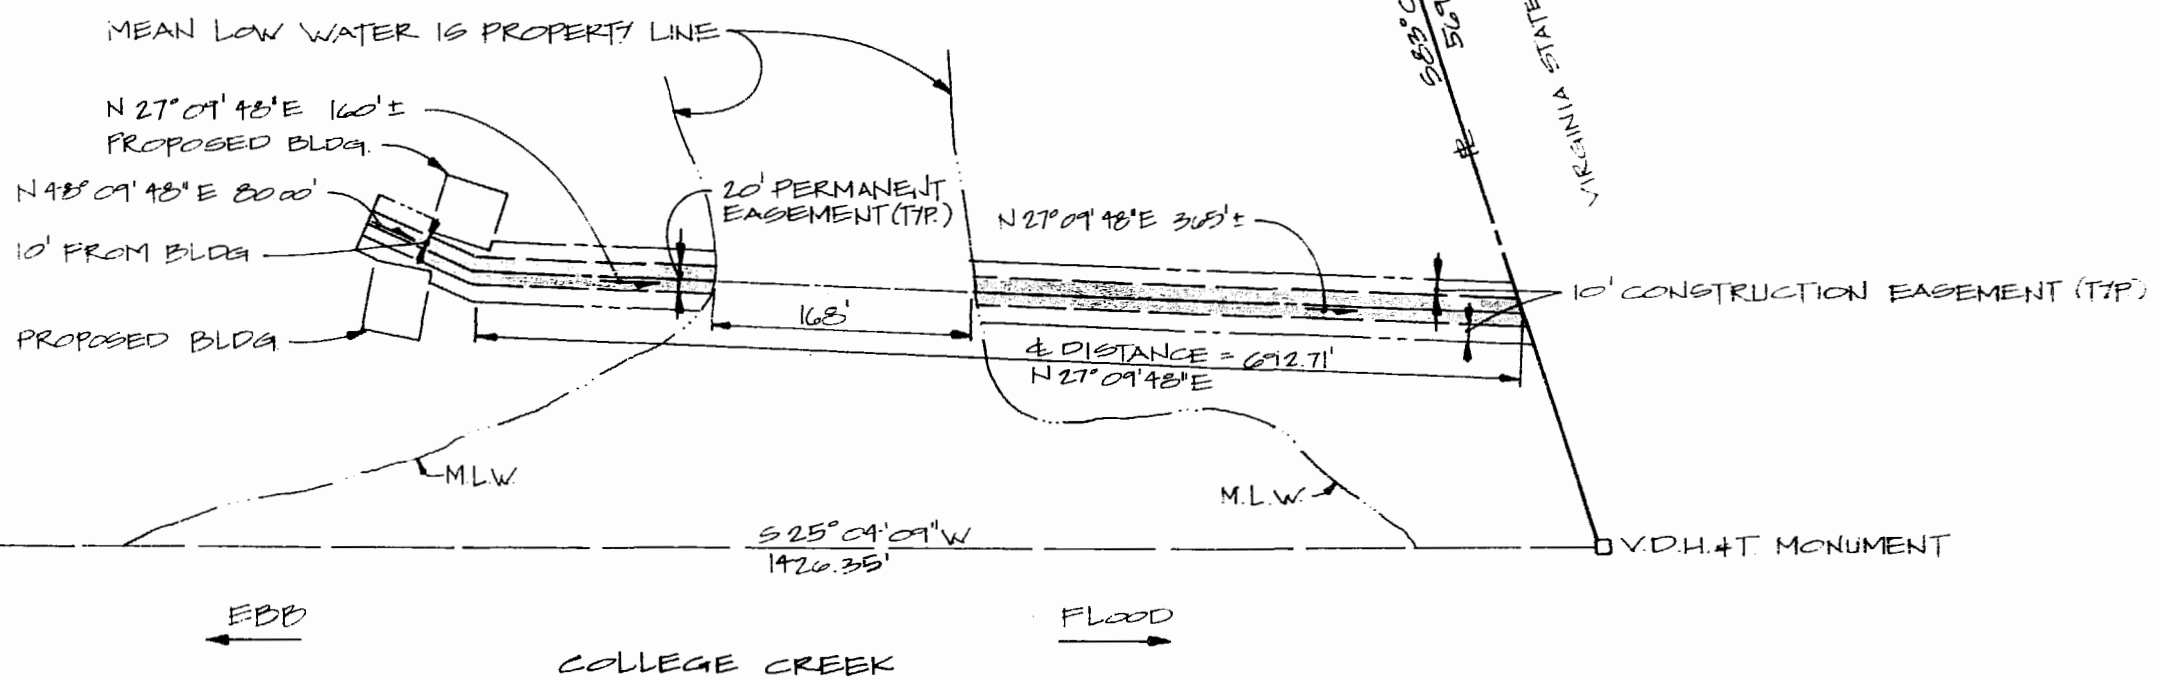 MEAN LOW WATER IS PROPERTY LINE
N 27° 09' 48" E 160' ±
PROPOSED BLDG.
N 48° 09' 48" E 80.00'
10' FROM BLDG
PROPOSED BLDG
20' PERMANENT
EASEMENT (TYP.)
N 27° 09' 48" E 365' ±
S83°
569
VIRGINIA STATE
10' CONSTRUCTION EASEMENT (TYP)
168'
℄ DISTANCE = 692.71'
N 27° 09' 48" E
M.L.W.
M.L.W.
S 25° 04' 09" W
1426.35'
V.D.H. & T. MONUMENT
EBB
FLOOD
COLLEGE CREEK